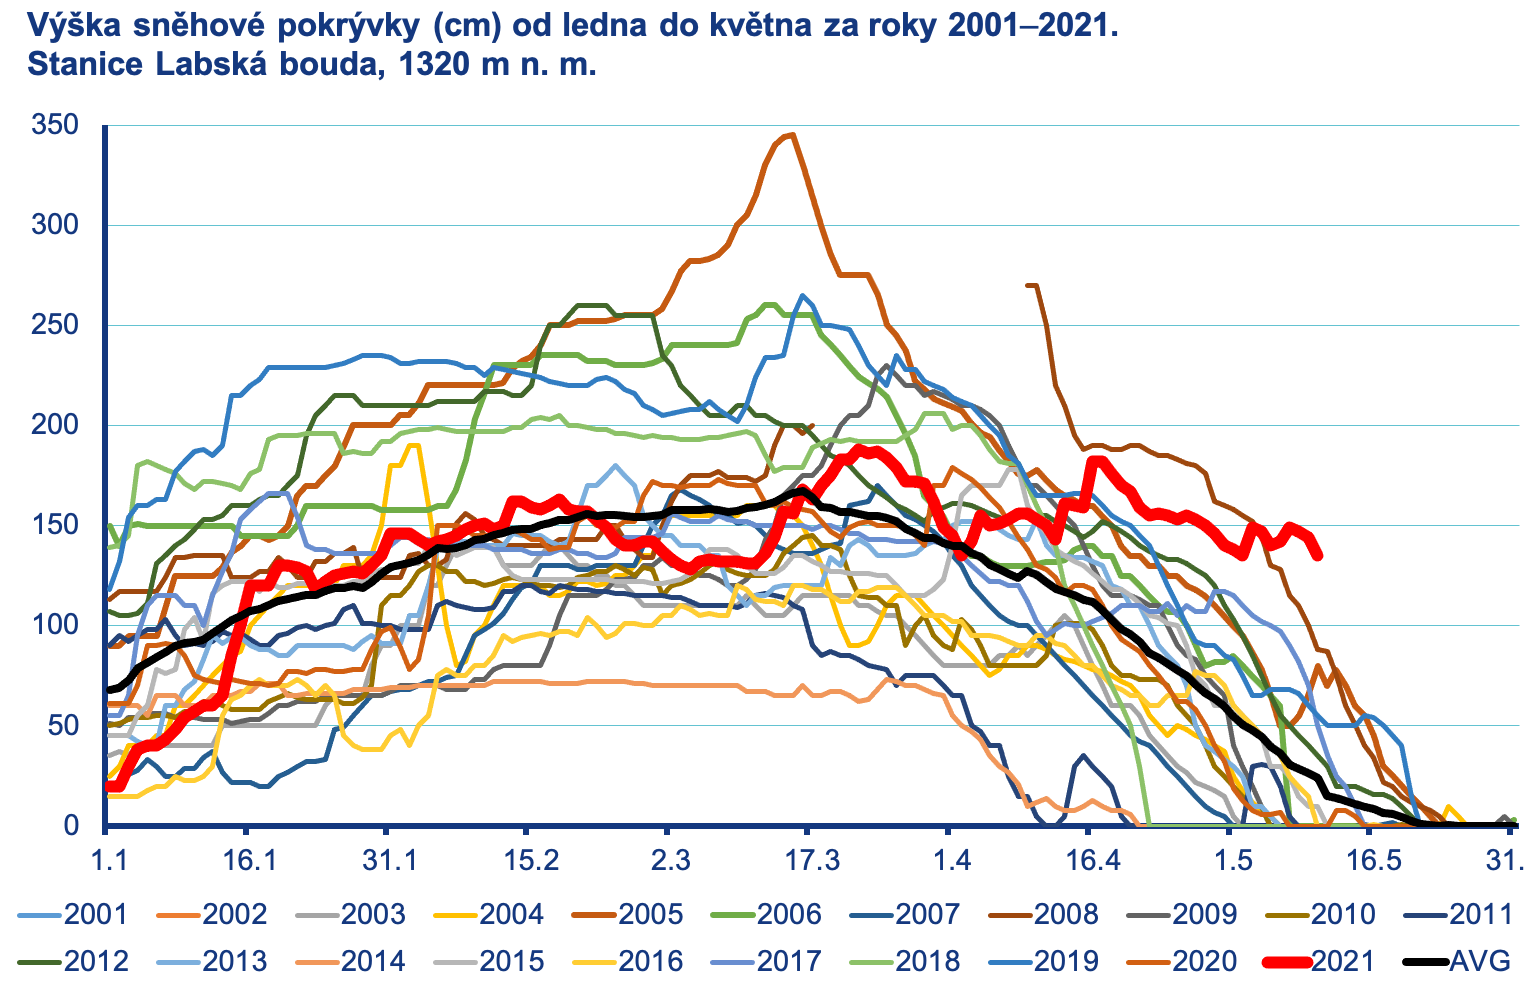 Výška sněhové pokrývky (cm) od ledna do května za roky 2001–2021.
Stanice Labská bouda, 1320 m n. m.
350
300
250
200
150
100
50
0
1.1 16.1 31.1 15.2 2.3 17.3 1.4 16.4 1.5 16.5 31.
2001 2002 2003 2004 2005 2006 2007 2008 2009 2010 2011
2012 2013 2014 2015 2016 2017 2018 2019 2020 2021 AVG